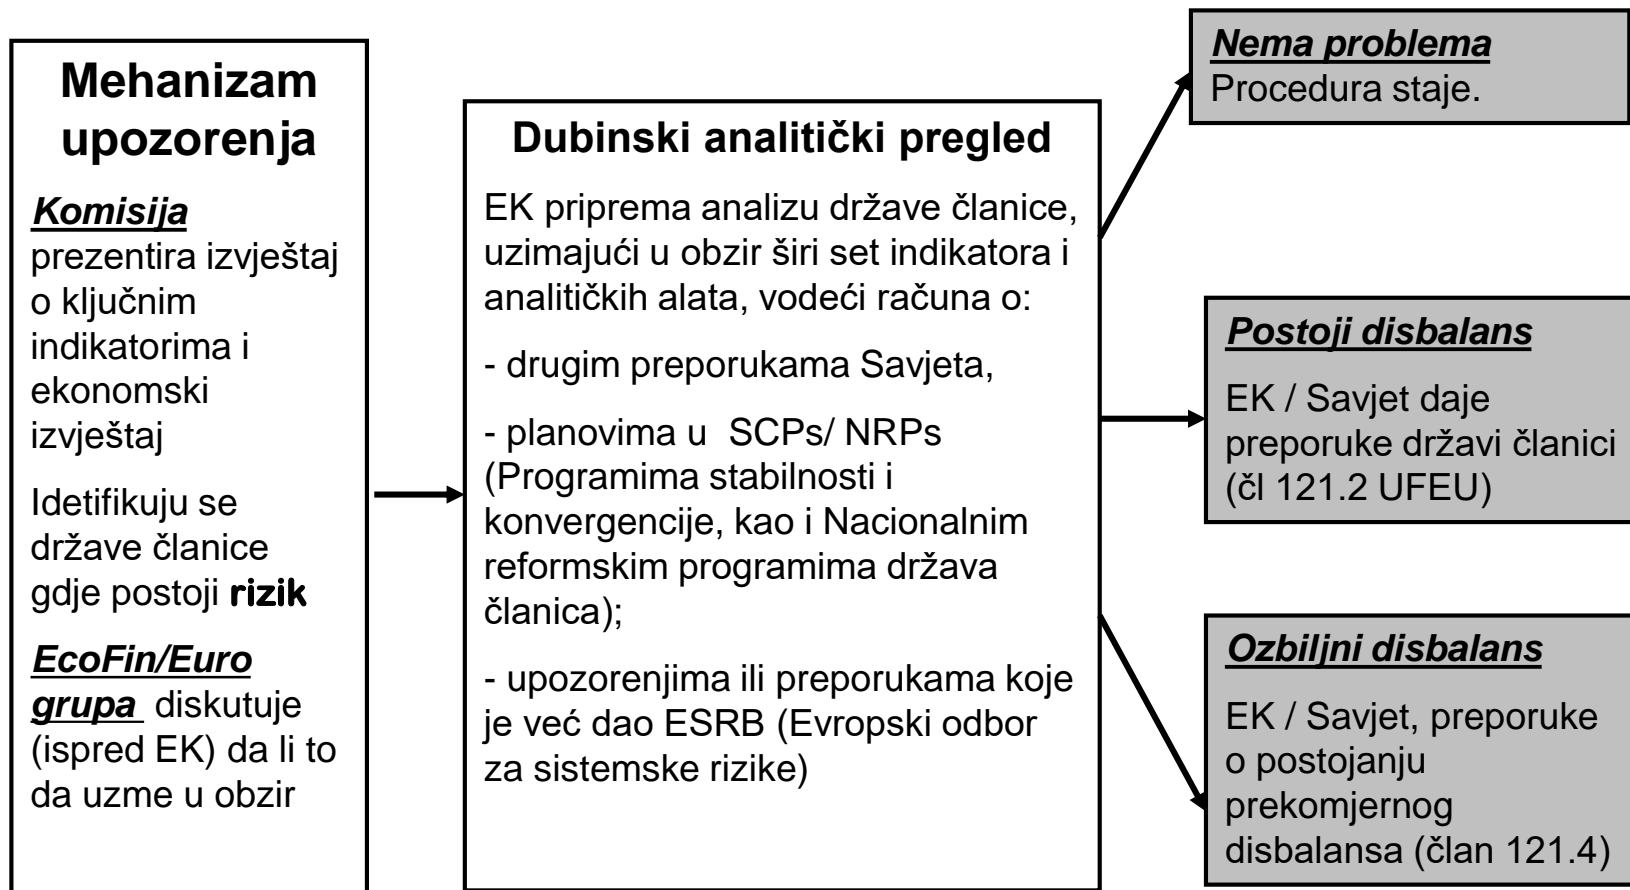 Mehanizam
upozorenja
Komisija
prezentira izvještaj
o ključnim
indikatorima i
ekonomski
izvještaj
Idetifikuju se
države članice
gdje postoji rizik
EcoFin/Euro
grupa diskutuje
(ispred EK) da li to
da uzme u obzir
Dubinski analitički pregled
EK priprema analizu države članice,
uzimajući u obzir širi set indikatora i
analitičkih alata, vodeći računa o:
- drugim preporukama Savjeta,
- planovima u SCPs/ NRPs
(Programima stabilnosti i
konvergencije, kao i Nacionalnim
reformskim programima država
članica);
- upozorenjima ili preporukama koje
je već dao ESRB (Evropski odbor
za sistemske rizike)
Nema problema
Procedura staje.
Postoji disbalans
EK / Savjet daje
preporuke državi članici
(čl 121.2 UFEU)
Ozbiljni disbalans
EK / Savjet, preporuke
o postojanju
prekomjernog
disbalansa (član 121.4)